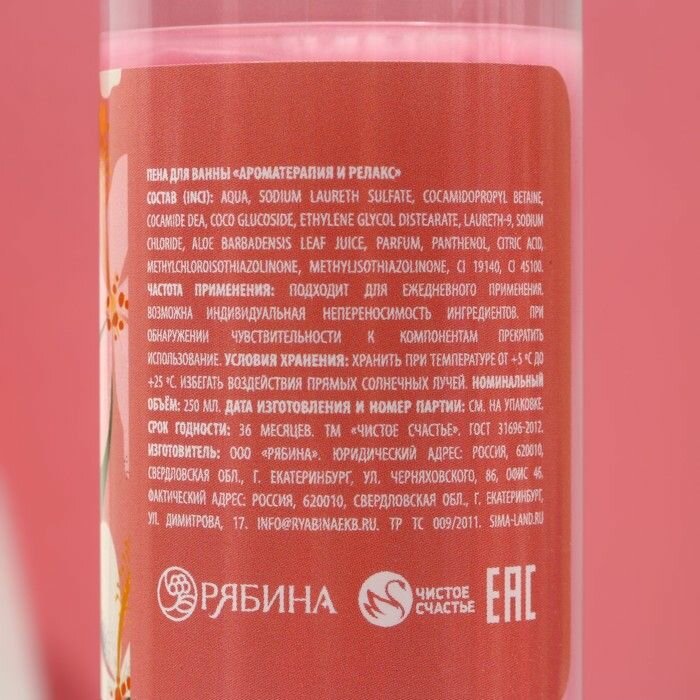 ПЕНА ДЛЯ ВАННЫ «АРОМАТЕРАПИЯ И РЕЛАКС»
СОСТАВ (INCI): AQUA, SODIUM LAURETH SULFATE, COCAMIDOPROPYL BETAINE,
COCAMIDE DEA, COCO GLUCOSIDE, ETHYLENE GLYCOL DISTEARATE, LAURETH-9, SODIUM
CHLORIDE, ALOE BARBADENSIS LEAF JUICE, PARFUM, PANTHENOL, CITRIC ACID,
METHYLCHLOROISOTHIAZOLINONE, METHYLISOTHIAZOLINONE, CI 19140, CI 45100.
ЧАСТОТА ПРИМЕНЕНИЯ: ПОДХОДИТ ДЛЯ ЕЖЕДНЕВНОГО ПРИМЕНЕНИЯ.
ВОЗМОЖНА ИНДИВИДУАЛЬНАЯ НЕПЕРЕНОСИМОСТЬ ИНГРЕДИЕНТОВ. ПРИ
ОБНАРУЖЕНИИ ЧУВСТВИТЕЛЬНОСТИ К КОМПОНЕНТАМ ПРЕКРАТИТЬ
ИСПОЛЬЗОВАНИЕ. УСЛОВИЯ ХРАНЕНИЯ: ХРАНИТЬ ПРИ ТЕМПЕРАТУРЕ ОТ +5 °С ДО
+25 °С. ИЗБЕГАТЬ ВОЗДЕЙСТВИЯ ПРЯМЫХ СОЛНЕЧНЫХ ЛУЧЕЙ. НОМИНАЛЬНЫЙ
ОБЪЁМ: 250 МЛ. ДАТА ИЗГОТОВЛЕНИЯ И НОМЕР ПАРТИИ: СМ. НА УПАКОВКЕ.
СРОК ГОДНОСТИ: 36 МЕСЯЦЕВ. ТМ «ЧИСТОЕ СЧАСТЬЕ». ГОСТ 31696-2012.
ИЗГОТОВИТЕЛЬ: ООО «РЯБИНА». ЮРИДИЧЕСКИЙ АДРЕС: РОССИЯ, 620010,
СВЕРДЛОВСКАЯ ОБЛ., Г. ЕКАТЕРИНБУРГ, УЛ. ЧЕРНЯХОВСКОГО, 86, ОФИС 46.
ФАКТИЧЕСКИЙ АДРЕС: РОССИЯ, 620010, СВЕРДЛОВСКАЯ ОБЛ., Г. ЕКАТЕРИНБУРГ,
УЛ. ДИМИТРОВА, 17. INFO@RYABINAEKB.RU. ТР ТС 009/2011. SIMA-LAND.RU
РЯБИНА
ЧИСТОЕ
СЧАСТЬЕ
ЕАС